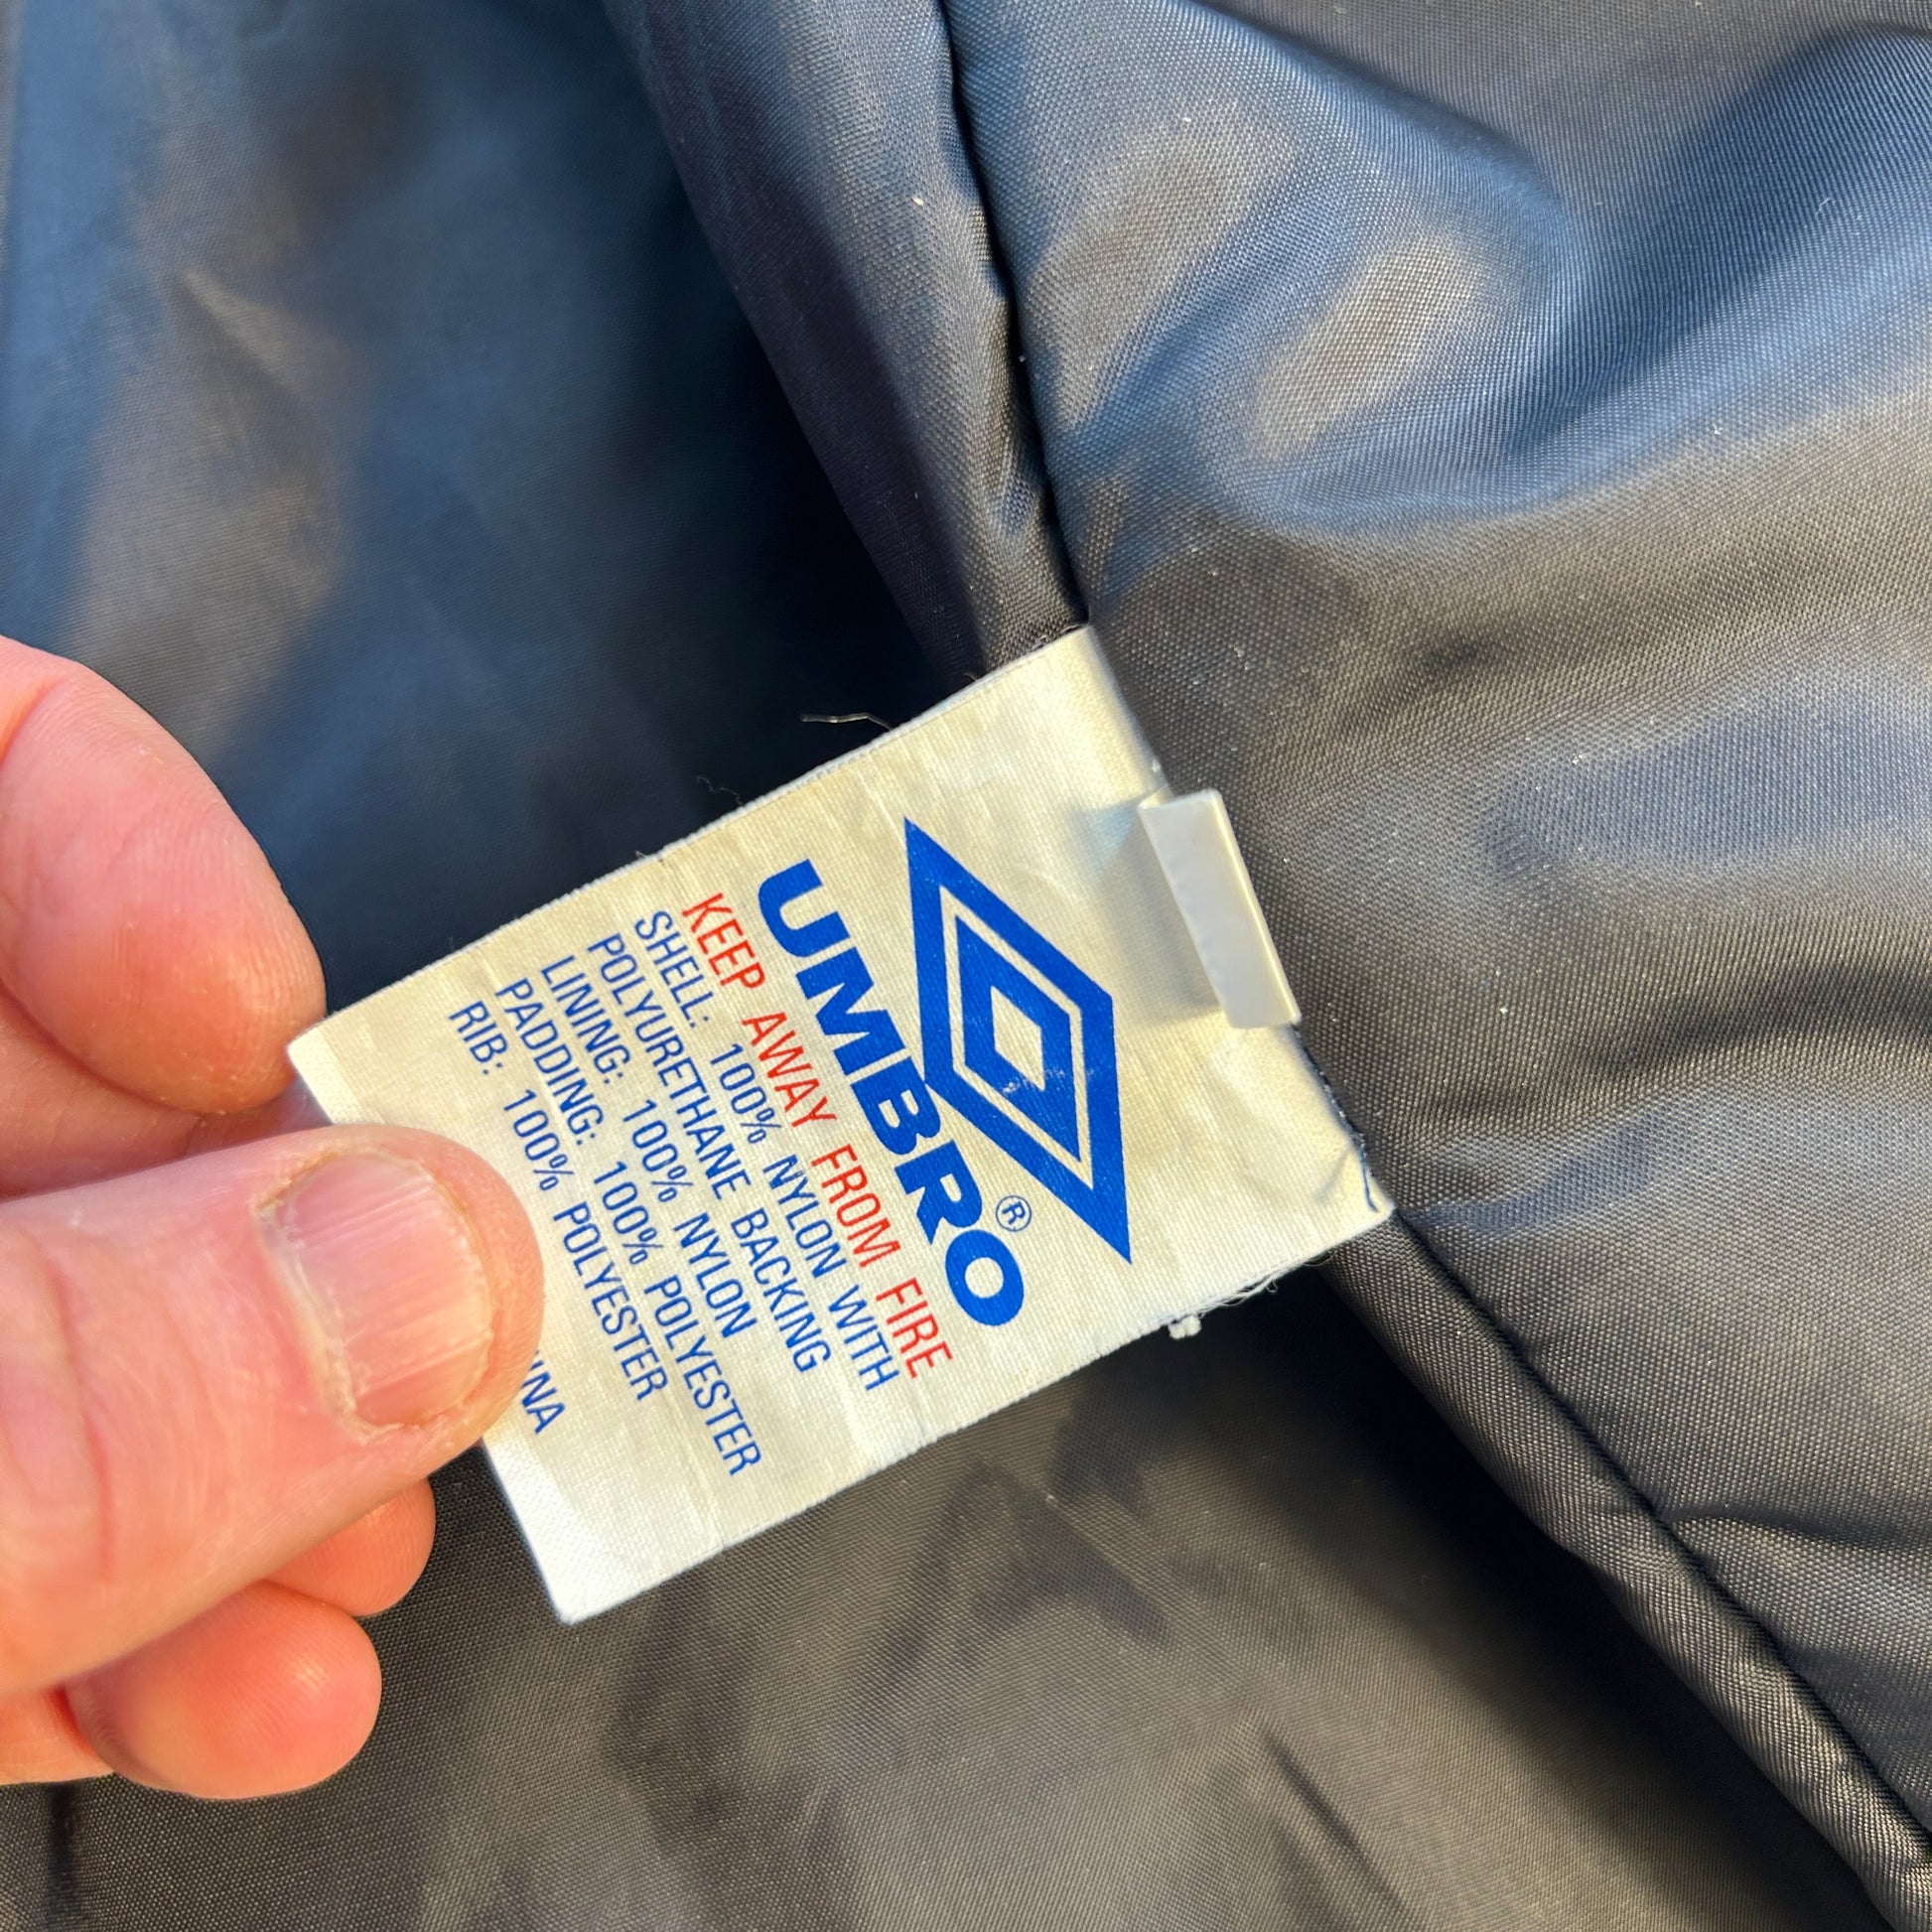 UMBRO®
KEEP AWAY FROM FIRE
SHELL: 100% NYLON WITH
POLYURETHANE BACKING
LINING: 100% NYLON
PADDING: 100% POLYESTER
RIB: 100% POLYESTER